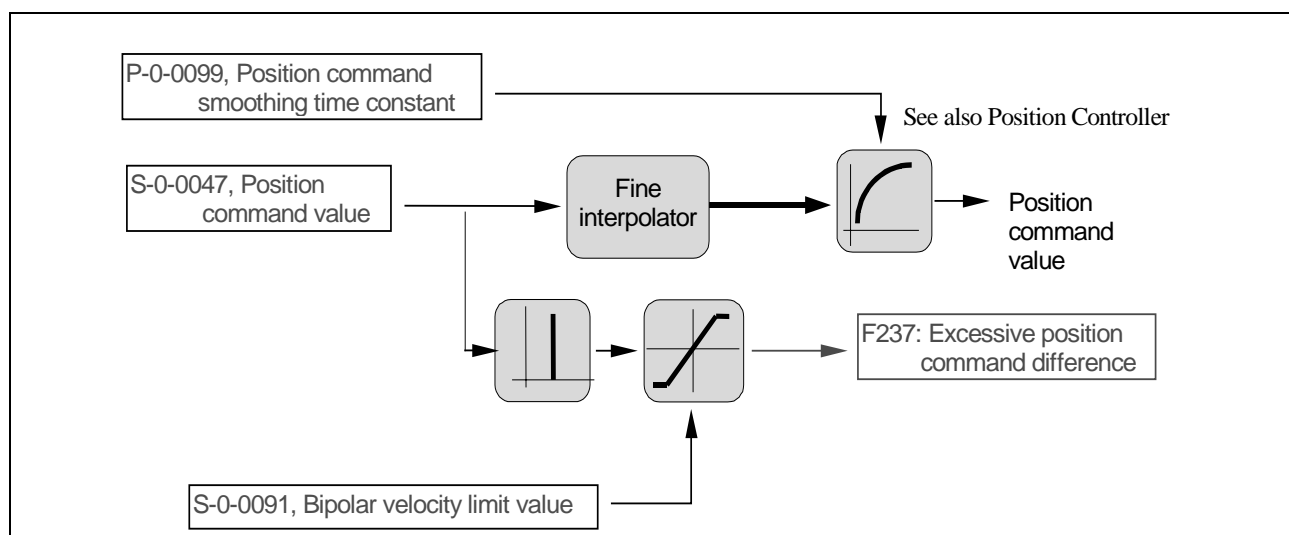 P-0-0099, Position command
smoothing time constant
See also Position Controller
S-0-0047, Position
command value
Fine
interpolator
Position
command
value
F237: Excessive position
command difference
S-0-0091, Bipolar velocity limit value